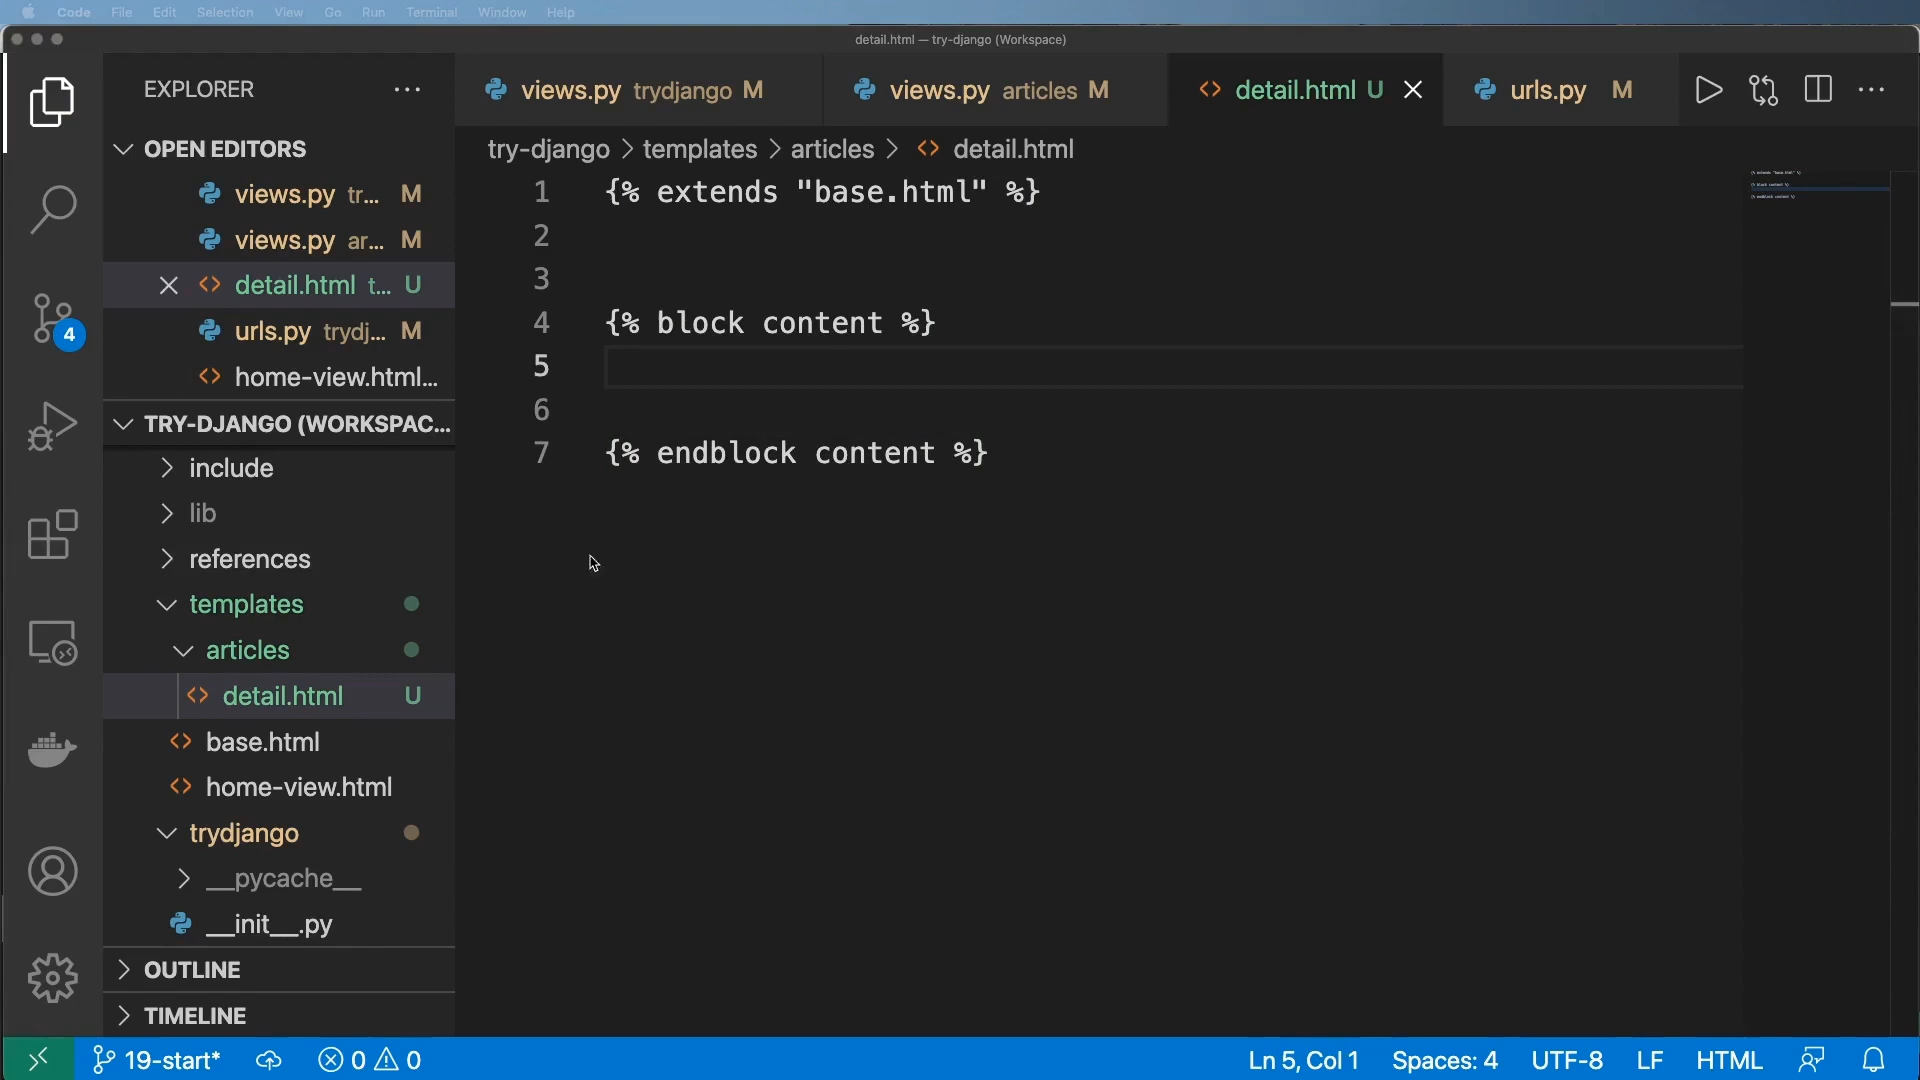 Code File Edit Selection View Go Run Terminal Window Help
detail.html — try-django (Workspace)
EXPLORER
views.py trydjango M
views.py articles M
detail.html U
urls.py M
OPEN EDITORS
views.py tr... M
views.py ar... M
detail.html t... U
urls.py trydj... M
home-view.html...
4
TRY-DJANGO (WORKSPAC...
include
lib
references
templates
articles
detail.html U
base.html
home-view.html
trydjango
__pycache__
__init__.py
OUTLINE
TIMELINE
try-django > templates > articles > detail.html
1 {% extends "base.html" %}
2
3
4 {% block content %}
5
6
7 {% endblock content %}
19-start* 0 0
Ln 5, Col 1 Spaces: 4 UTF-8 LF HTML